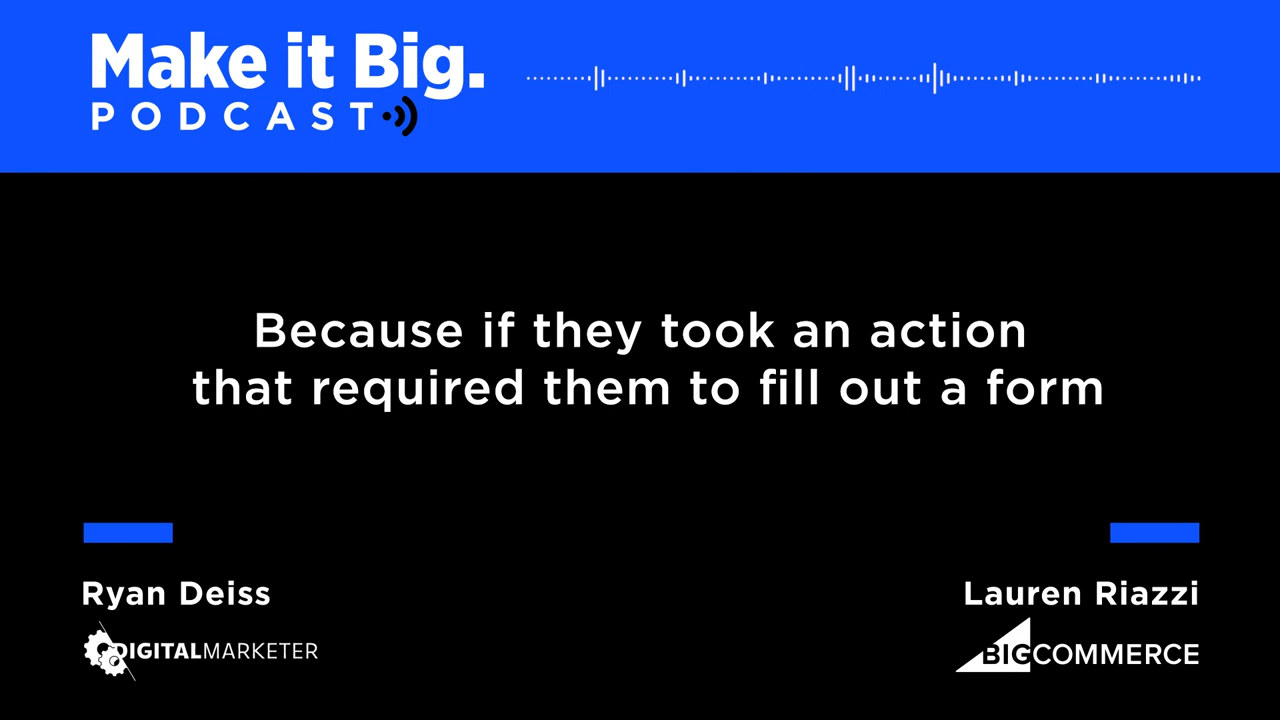 Make it Big.
PODCAST
Because if they took an action
that required them to fill out a form
Ryan Deiss
Lauren Riazzi
DIGITALMARKETER
BIGCOMMERCE